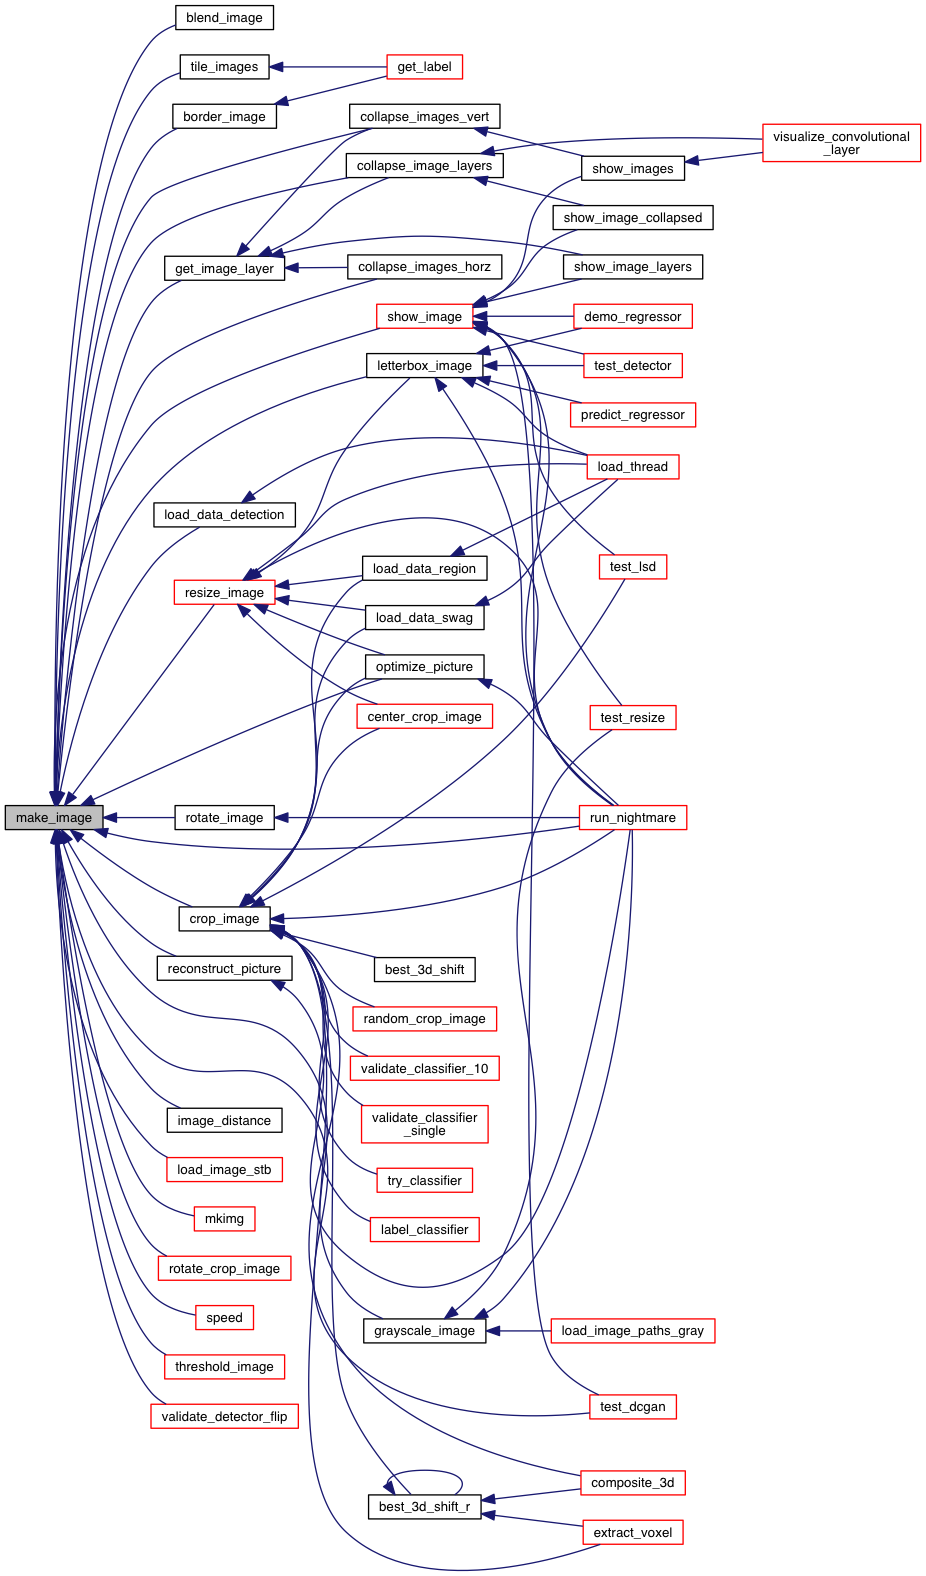 blend_image
tile_images
get_label
border_image
collapse_images_vert
visualize_convolutional
_layer
collapse_image_layers
show_images
show_image_collapsed
get_image_layer
collapse_images_horz
show_image_layers
show_image
demo_regressor
letterbox_image
test_detector
predict_regressor
load_thread
load_data_detection
load_data_region
test_lsd
resize_image
load_data_swag
optimize_picture
center_crop_image
test_resize
make_image
rotate_image
run_nightmare
crop_image
reconstruct_picture
best_3d_shift
random_crop_image
validate_classifier_10
image_distance
validate_classifier
_single
load_image_stb
try_classifier
mkimg
label_classifier
rotate_crop_image
speed
grayscale_image
load_image_paths_gray
threshold_image
test_dcgan
validate_detector_flip
composite_3d
best_3d_shift_r
extract_voxel